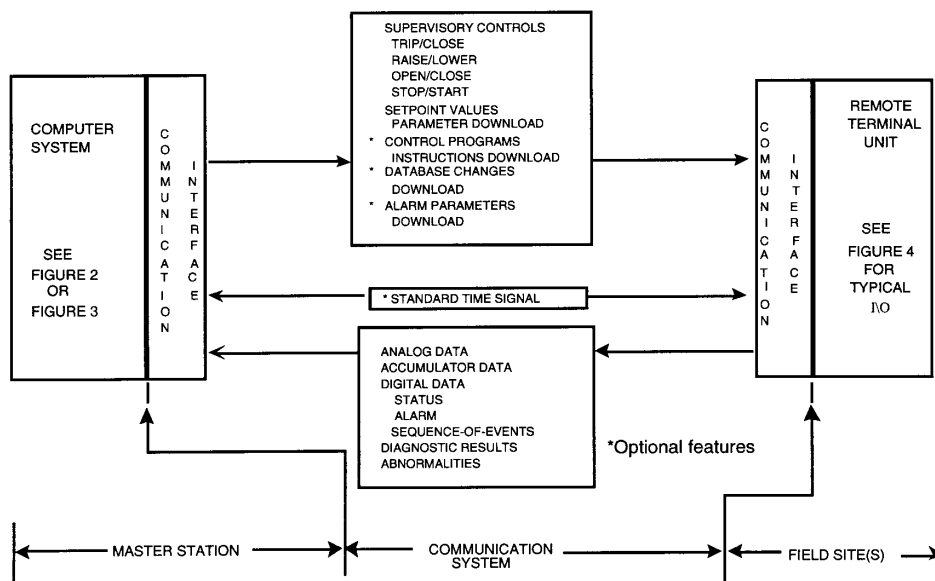 COMPUTER
SYSTEM
SEE
FIGURE 2
OR
FIGURE 3
COMMUNICATION
INTERFACE
SUPERVISORY CONTROLS
TRIP/CLOSE
RAISE/LOWER
OPEN/CLOSE
STOP/START
SETPOINT VALUES
PARAMETER DOWNLOAD
* CONTROL PROGRAMS
INSTRUCTIONS DOWNLOAD
* DATABASE CHANGES
DOWNLOAD
* ALARM PARAMETERS
DOWNLOAD
* STANDARD TIME SIGNAL
ANALOG DATA
ACCUMULATOR DATA
DIGITAL DATA
STATUS
ALARM
SEQUENCE-OF-EVENTS
DIAGNOSTIC RESULTS
ABNORMALITIES
*Optional features
COMMUNICATION
INTERFACE
REMOTE
TERMINAL
UNIT
SEE
FIGURE 4
FOR
TYPICAL
I\O
MASTER STATION
COMMUNICATION
SYSTEM
FIELD SITE(S)